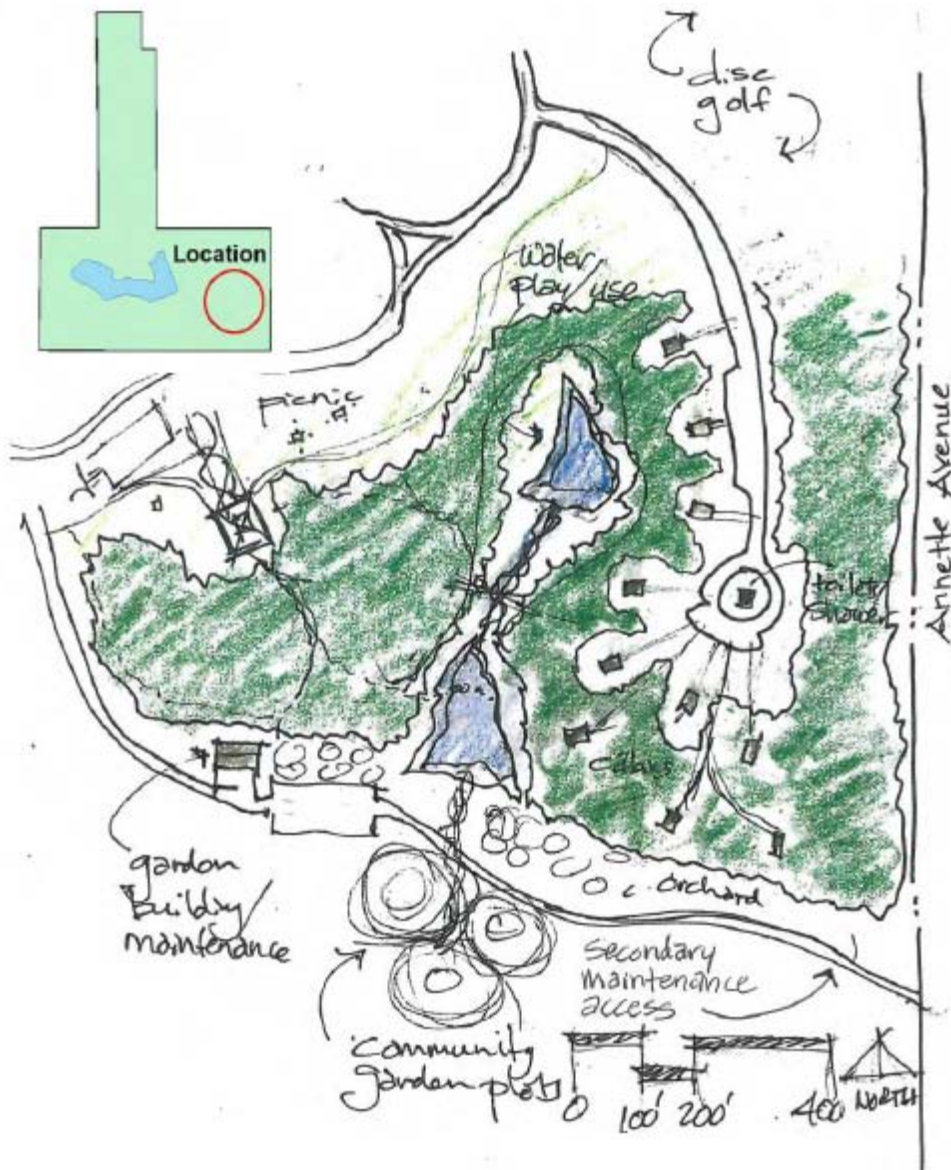 disc
golf
Location
water
play/use
picnic
Annette Avenue
toilet/
shower
cabins
orchard
garden
building/
maintenance
secondary
maintenance
access
community
garden plots
0 100' 200' 400 NORTH